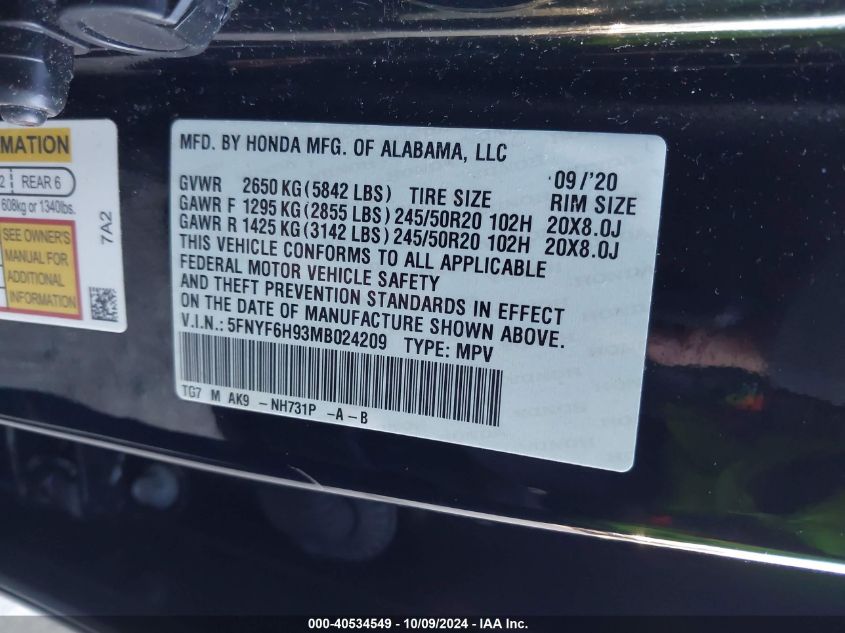 MATION
2 REAR 6
608kg or 1340lbs.
SEE OWNER'S
MANUAL FOR
ADDITIONAL
INFORMATION
7A2
MFD. BY HONDA MFG. OF ALABAMA, LLC
09/'20
GVWR 2650 KG (5842 LBS) TIRE SIZE RIM SIZE
GAWR F 1295 KG (2855 LBS) 245/50R20 102H 20X8.0J
GAWR R 1425 KG (3142 LBS) 245/50R20 102H 20X8.0J
THIS VEHICLE CONFORMS TO ALL APPLICABLE
FEDERAL MOTOR VEHICLE SAFETY
AND THEFT PREVENTION STANDARDS IN EFFECT
ON THE DATE OF MANUFACTURE SHOWN ABOVE.
V.I.N.: 5FNYF6H93MB024209 TYPE: MPV
TG7 M AK9 -NH731P -A-B
000-40534549 - 10/09/2024 - IAA Inc.